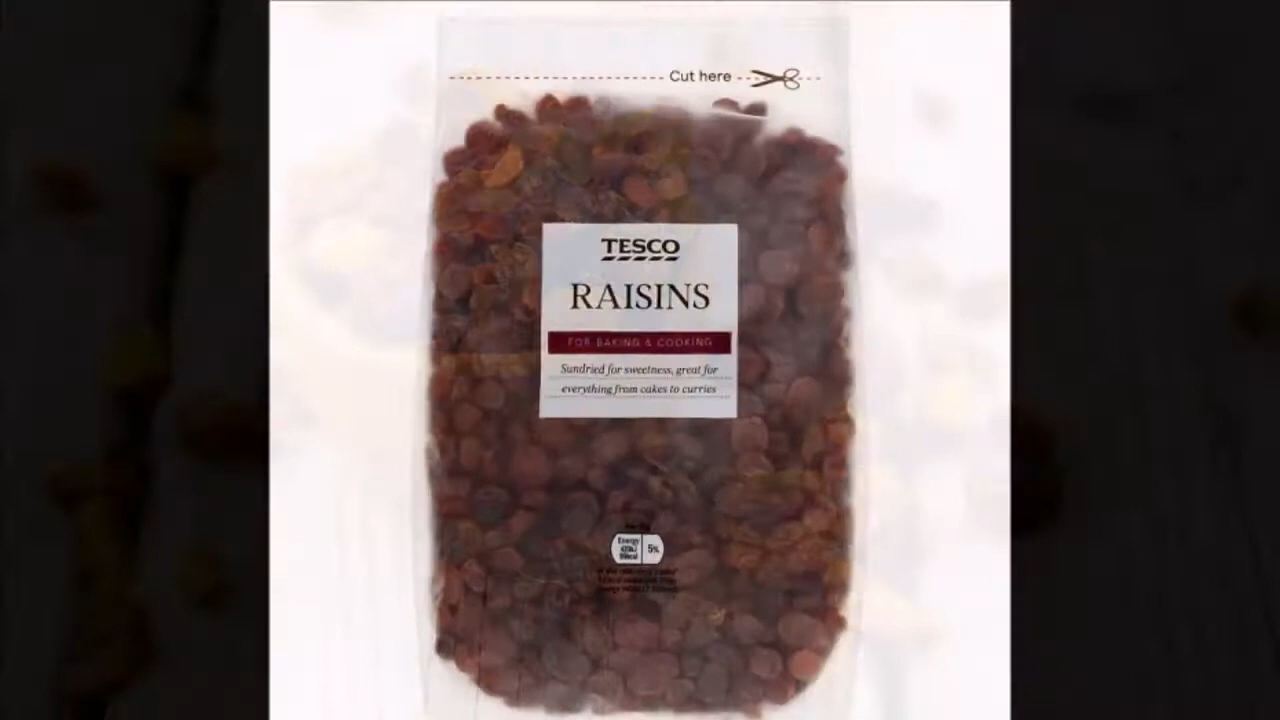 Cut here
TESCO
RAISINS
FOR BAKING & COOKING
Sundried for sweetness, great for
everything from cakes to curries
Energy
5%